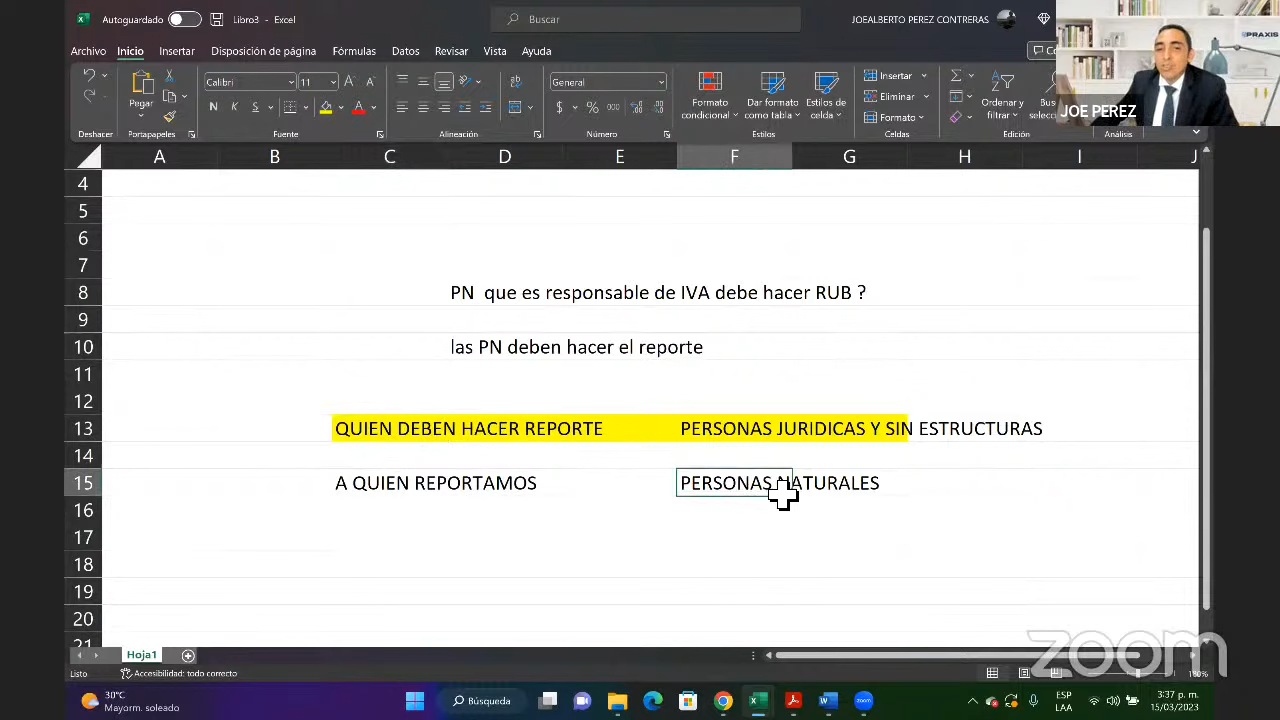 Autoguardado Libro3 - Excel Buscar JOEALBERTO PEREZ CONTRERAS
Archivo Inicio Insertar Disposición de página Fórmulas Datos Revisar Vista Ayuda
PRAXIS
JOE PEREZ
Pegar
Calibri 11
N K S
General
$ % 000
Formato condicional
Dar formato como tabla
Estilos de celda
Insertar
Eliminar
Formato
Ordenar y filtrar
Deshacer Portapapeles Fuente Alineación Número Estilos Celdas Edición Análisis
A B C D E F G H I J
4
5
6
7
8 PN que es responsable de IVA debe hacer RUB ?
9
10 las PN deben hacer el reporte
11
12
13 QUIEN DEBEN HACER REPORTE PERSONAS JURIDICAS Y SIN ESTRUCTURAS
14
15 A QUIEN REPORTAMOS PERSONAS NATURALES
16
17
18
19
20
21
Hoja1
zoom
Listo Accesibilidad: todo correcto
30°C
Mayorm. soleado
Búsqueda
ESP
LAA
3:37 p. m.
15/03/2023